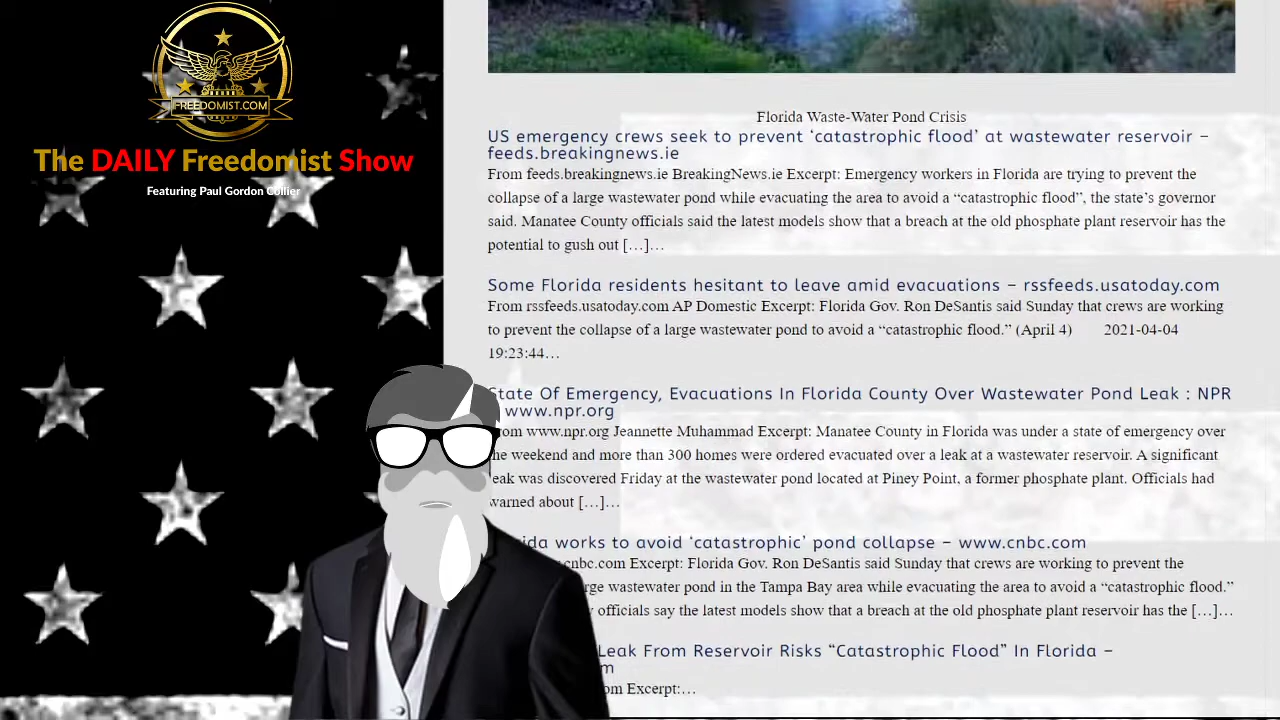 FREEDOMIST.COM
The DAILY Freedomist Show
Featuring Paul Gordon Collier
Florida Waste-Water Pond Crisis
US emergency crews seek to prevent ‘catastrophic flood’ at wastewater reservoir –
feeds.breakingnews.ie
From feeds.breakingnews.ie BreakingNews.ie Excerpt: Emergency workers in Florida are trying to prevent the
collapse of a large wastewater pond while evacuating the area to avoid a “catastrophic flood”, the state’s governor
said. Manatee County officials said the latest models show that a breach at the old phosphate plant reservoir has the
potential to gush out […]…
Some Florida residents hesitant to leave amid evacuations – rssfeeds.usatoday.com
From rssfeeds.usatoday.com AP Domestic Excerpt: Florida Gov. Ron DeSantis said Sunday that crews are working
to prevent the collapse of a large wastewater pond to avoid a “catastrophic flood.” (April 4) 2021-04-04
19:23:44…
State Of Emergency, Evacuations In Florida County Over Wastewater Pond Leak : NPR
www.npr.org
From www.npr.org Jeannette Muhammad Excerpt: Manatee County in Florida was under a state of emergency over
the weekend and more than 300 homes were ordered evacuated over a leak at a wastewater reservoir. A significant
leak was discovered Friday at the wastewater pond located at Piney Point, a former phosphate plant. Officials had
warned about […]…
works to avoid ‘catastrophic’ pond collapse – www.cnbc.com
Excerpt: Florida Gov. Ron DeSantis said Sunday that crews are working to prevent the
wastewater pond in the Tampa Bay area while evacuating the area to avoid a “catastrophic flood.”
officials say the latest models show that a breach at the old phosphate plant reservoir has the […]…
Leak From Reservoir Risks “Catastrophic Flood” In Florida –
Excerpt:…